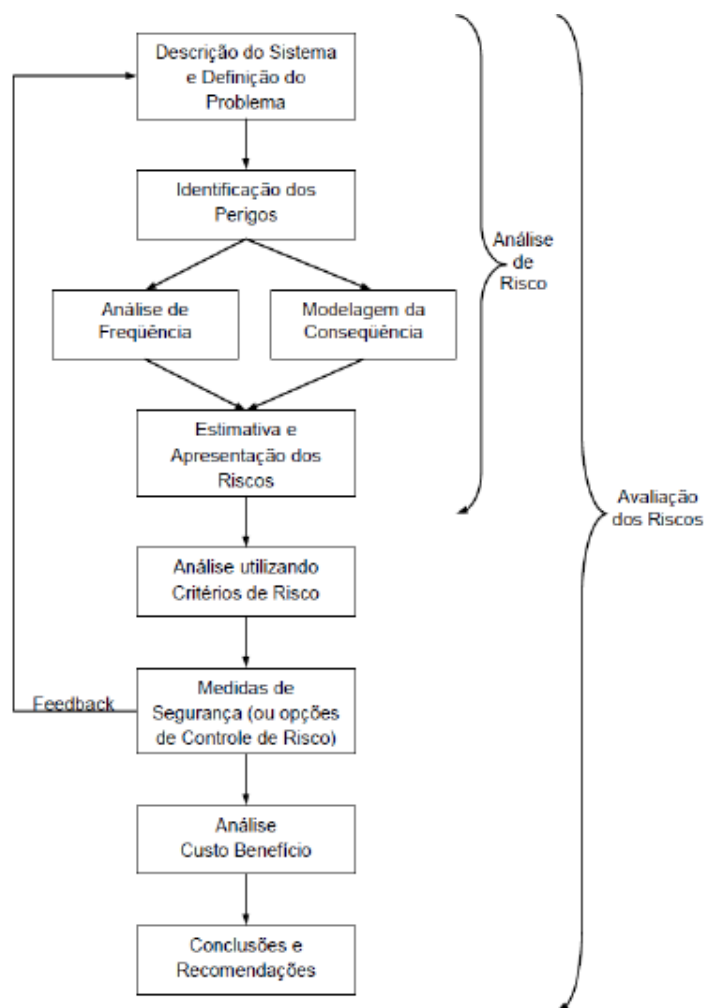 Descrição do Sistema
e Definição do
Problema
Identificação dos
Perigos
Análise de
Freqüência
Modelagem da
Conseqüência
Estimativa e
Apresentação dos
Riscos
Análise utilizando
Critérios de Risco
Medidas de
Segurança (ou opções
de Controle de Risco)
Feedback
Análise
Custo Benefício
Conclusões e
Recomendações
Análise
de
Risco
Avaliação
dos Riscos